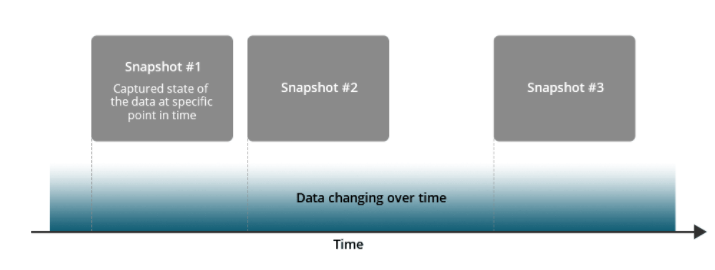 Snapshot #1
Captured state of
the data at specific
point in time
Snapshot #2
Snapshot #3
Data changing over time
Time